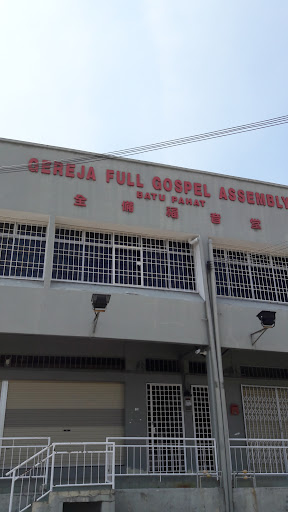 GEREJA FULL GOSPEL ASSEMBLY
BATU PAHAT
全備福音堂